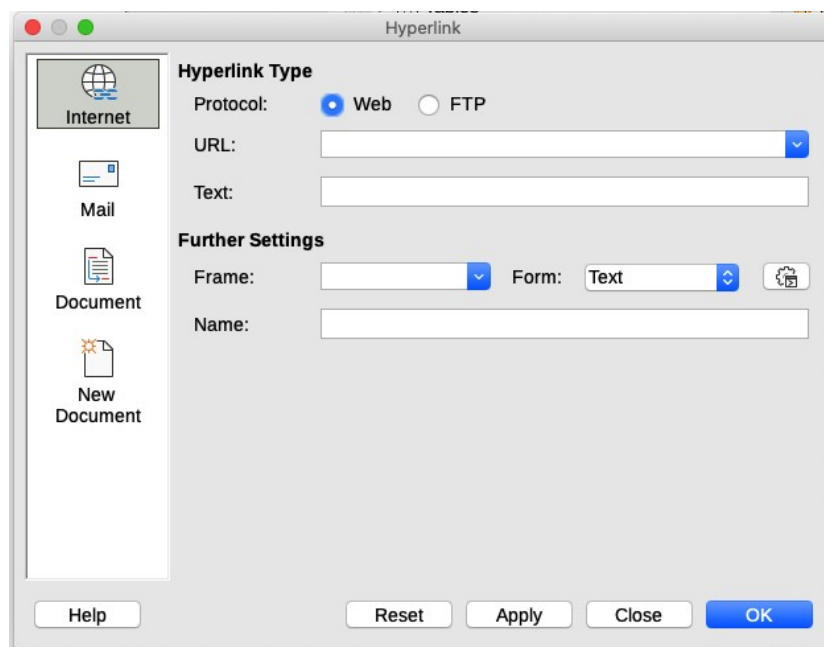 Hyperlink
Internet
Mail
Document
New
Document
Hyperlink Type
Protocol: Web FTP
URL:
Text:
Further Settings
Frame: Form: Text
Name:
Help Reset Apply Close OK